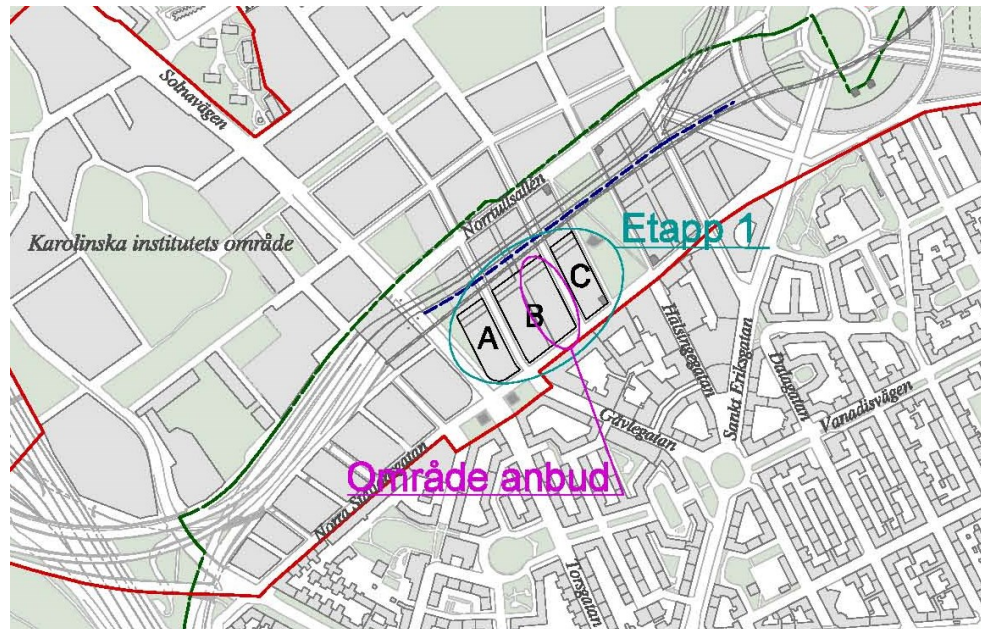 Solnavägen
Norrtullsallén
Etapp 1
Karolinska institutets område
A
B
C
Hälsingegatan
Sankt Eriksgatan
Dalagatan
Vanadisvägen
Gävlegatan
Område anbud
Norra Stationsgatan
Torsgatan